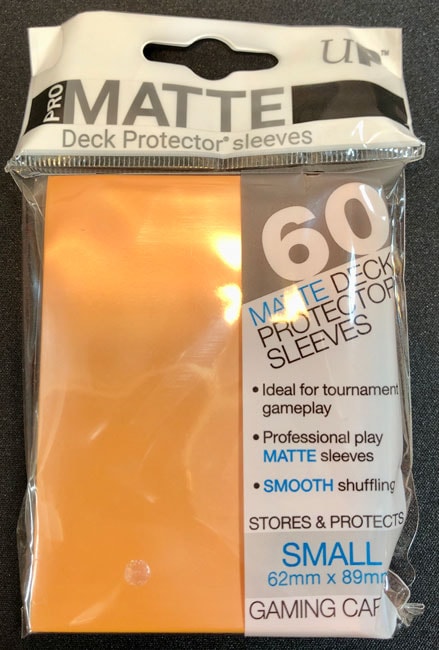 UP™
PRO
MATTE
Deck Protector® sleeves
60
MATTE DECK
PROTECTOR
SLEEVES
• Ideal for tournament
gameplay
• Professional play
MATTE sleeves
• SMOOTH shuffling
STORES & PROTECTS
SMALL
62mm x 89mm
GAMING CAR